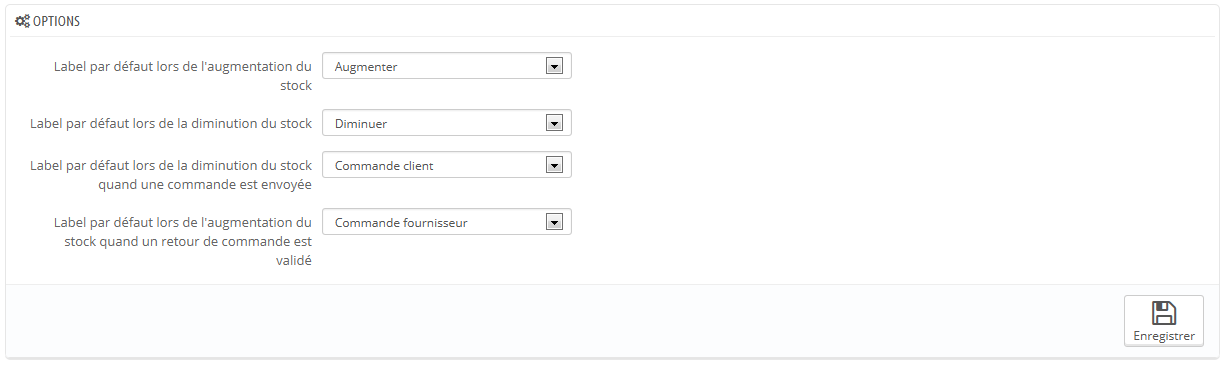 OPTIONS
Label par défaut lors de l'augmentation du
stock
Augmenter
Label par défaut lors de la diminution du stock
Diminuer
Label par défaut lors de la diminution du stock
quand une commande est envoyée
Commande client
Label par défaut lors de l'augmentation du
stock quand un retour de commande est
validé
Commande fournisseur
Enregistrer